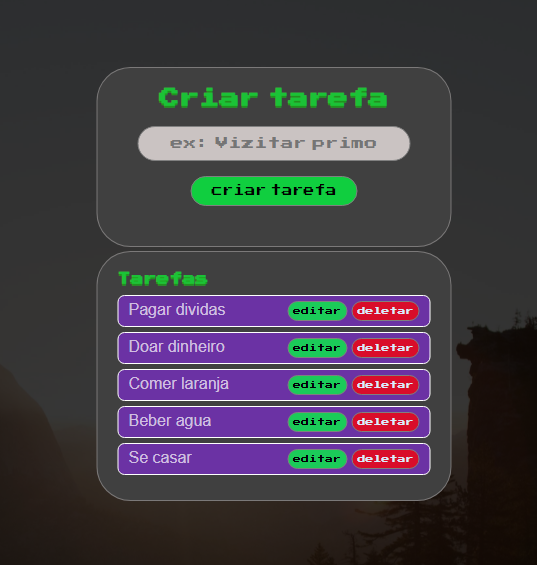 Criar tarefa
ex: Vizitar primo
criar tarefa
Tarefas
Pagar dividas editar deletar
Doar dinheiro editar deletar
Comer laranja editar deletar
Beber agua editar deletar
Se casar editar deletar